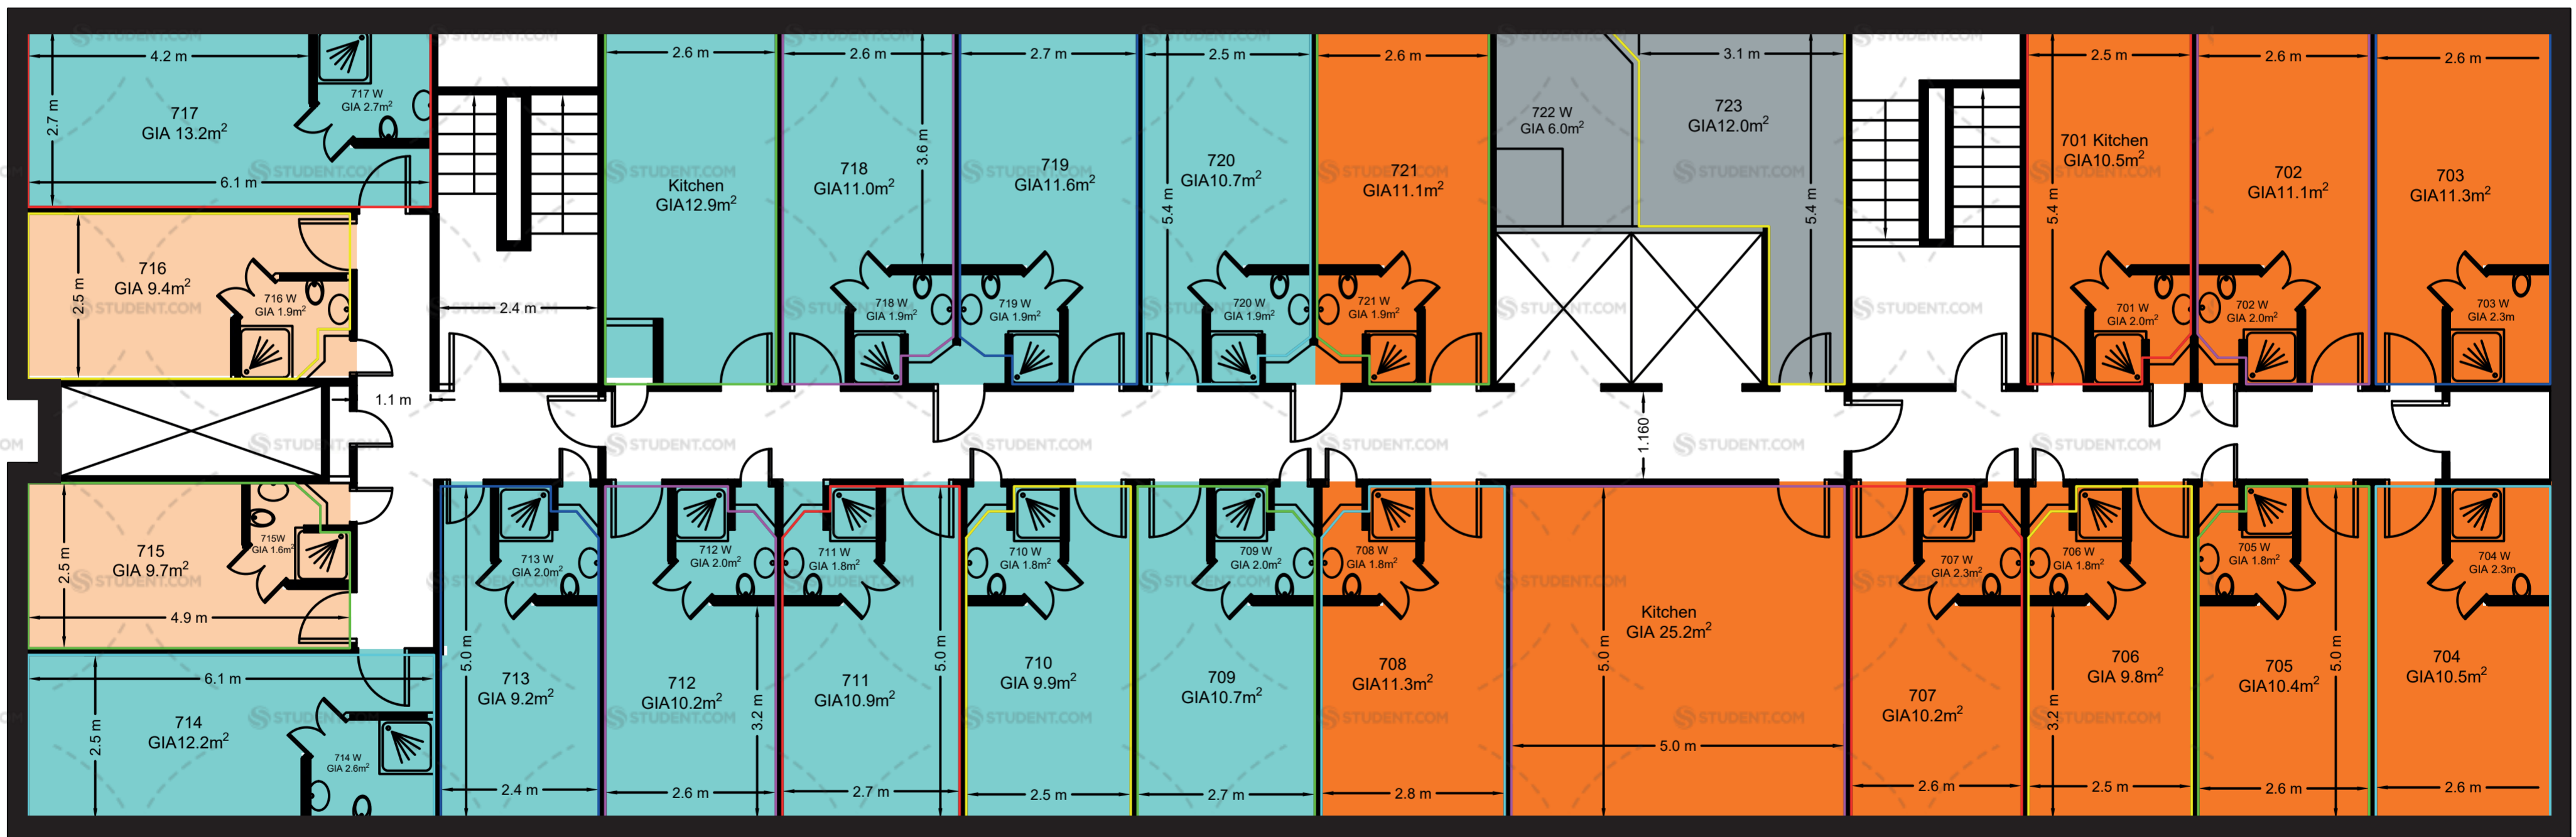 4.2 m
2.7 m
717
GIA 13.2m²
717 W
GIA 2.7m²
6.1 m
2.6 m
Kitchen
GIA12.9m²
2.6 m
3.6 m
718
GIA11.0m²
718 W
GIA 1.9m²
2.7 m
719
GIA11.6m²
719 W
GIA 1.9m²
2.5 m
720
GIA10.7m²
5.4 m
720 W
GIA 1.9m²
2.6 m
721
GIA11.1m²
721 W
GIA 1.9m²
722 W
GIA 6.0m²
3.1 m
723
GIA12.0m²
5.4 m
2.5 m
701 Kitchen
GIA10.5m²
5.4 m
701 W
GIA 2.0m²
2.6 m
702
GIA11.1m²
702 W
GIA 2.0m²
2.6 m
703
GIA11.3m²
703 W
GIA 2.3m
716
GIA 9.4m²
2.5 m
716 W
GIA 1.9m²
2.4 m
1.1 m
1.160
715
GIA 9.7m²
2.5 m
715W
GIA 1.6m²
4.9 m
6.1 m
714
GIA12.2m²
2.5 m
714 W
GIA 2.6m²
713 W
GIA 2.0m²
5.0 m
713
GIA 9.2m²
2.4 m
712 W
GIA 2.0m²
712
GIA10.2m²
3.2 m
2.6 m
711 W
GIA 1.8m²
711
GIA10.9m²
5.0 m
2.7 m
710 W
GIA 1.8m²
710
GIA 9.9m²
2.5 m
709 W
GIA 2.0m²
709
GIA10.7m²
2.7 m
708 W
GIA 1.8m²
708
GIA11.3m²
2.8 m
Kitchen
GIA 25.2m²
5.0 m
5.0 m
707 W
GIA 2.3m²
707
GIA10.2m²
2.6 m
706 W
GIA 1.8m²
706
GIA 9.8m²
3.2 m
2.5 m
705 W
GIA 1.8m²
705
GIA10.4m²
5.0 m
2.6 m
704 W
GIA 2.3m
704
GIA10.5m²
2.6 m
STUDENT.COM